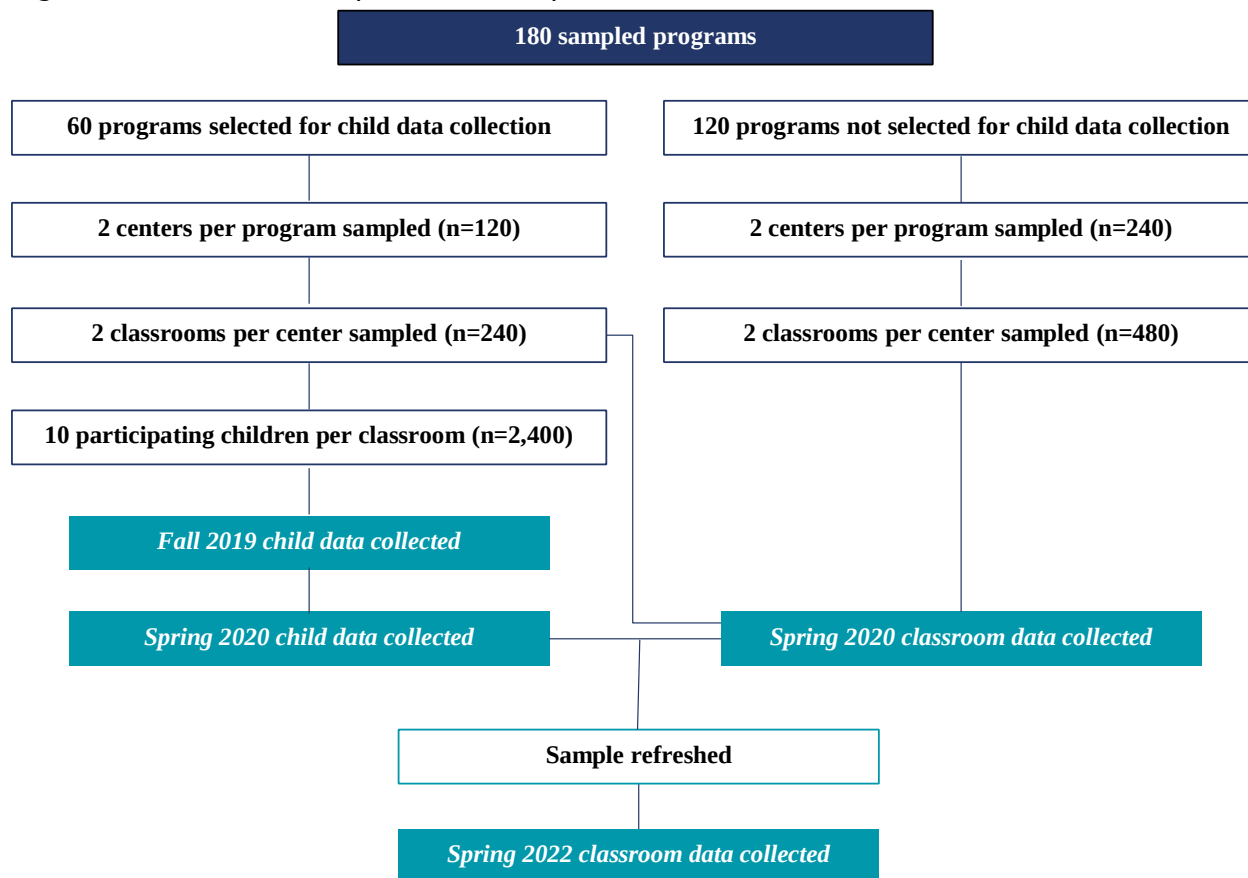 180 sampled programs
60 programs selected for child data collection
120 programs not selected for child data collection
2 centers per program sampled (n=120)
2 centers per program sampled (n=240)
2 classrooms per center sampled (n=240)
2 classrooms per center sampled (n=480)
10 participating children per classroom (n=2,400)
Fall 2019 child data collected
Spring 2020 child data collected
Spring 2020 classroom data collected
Sample refreshed
Spring 2022 classroom data collected